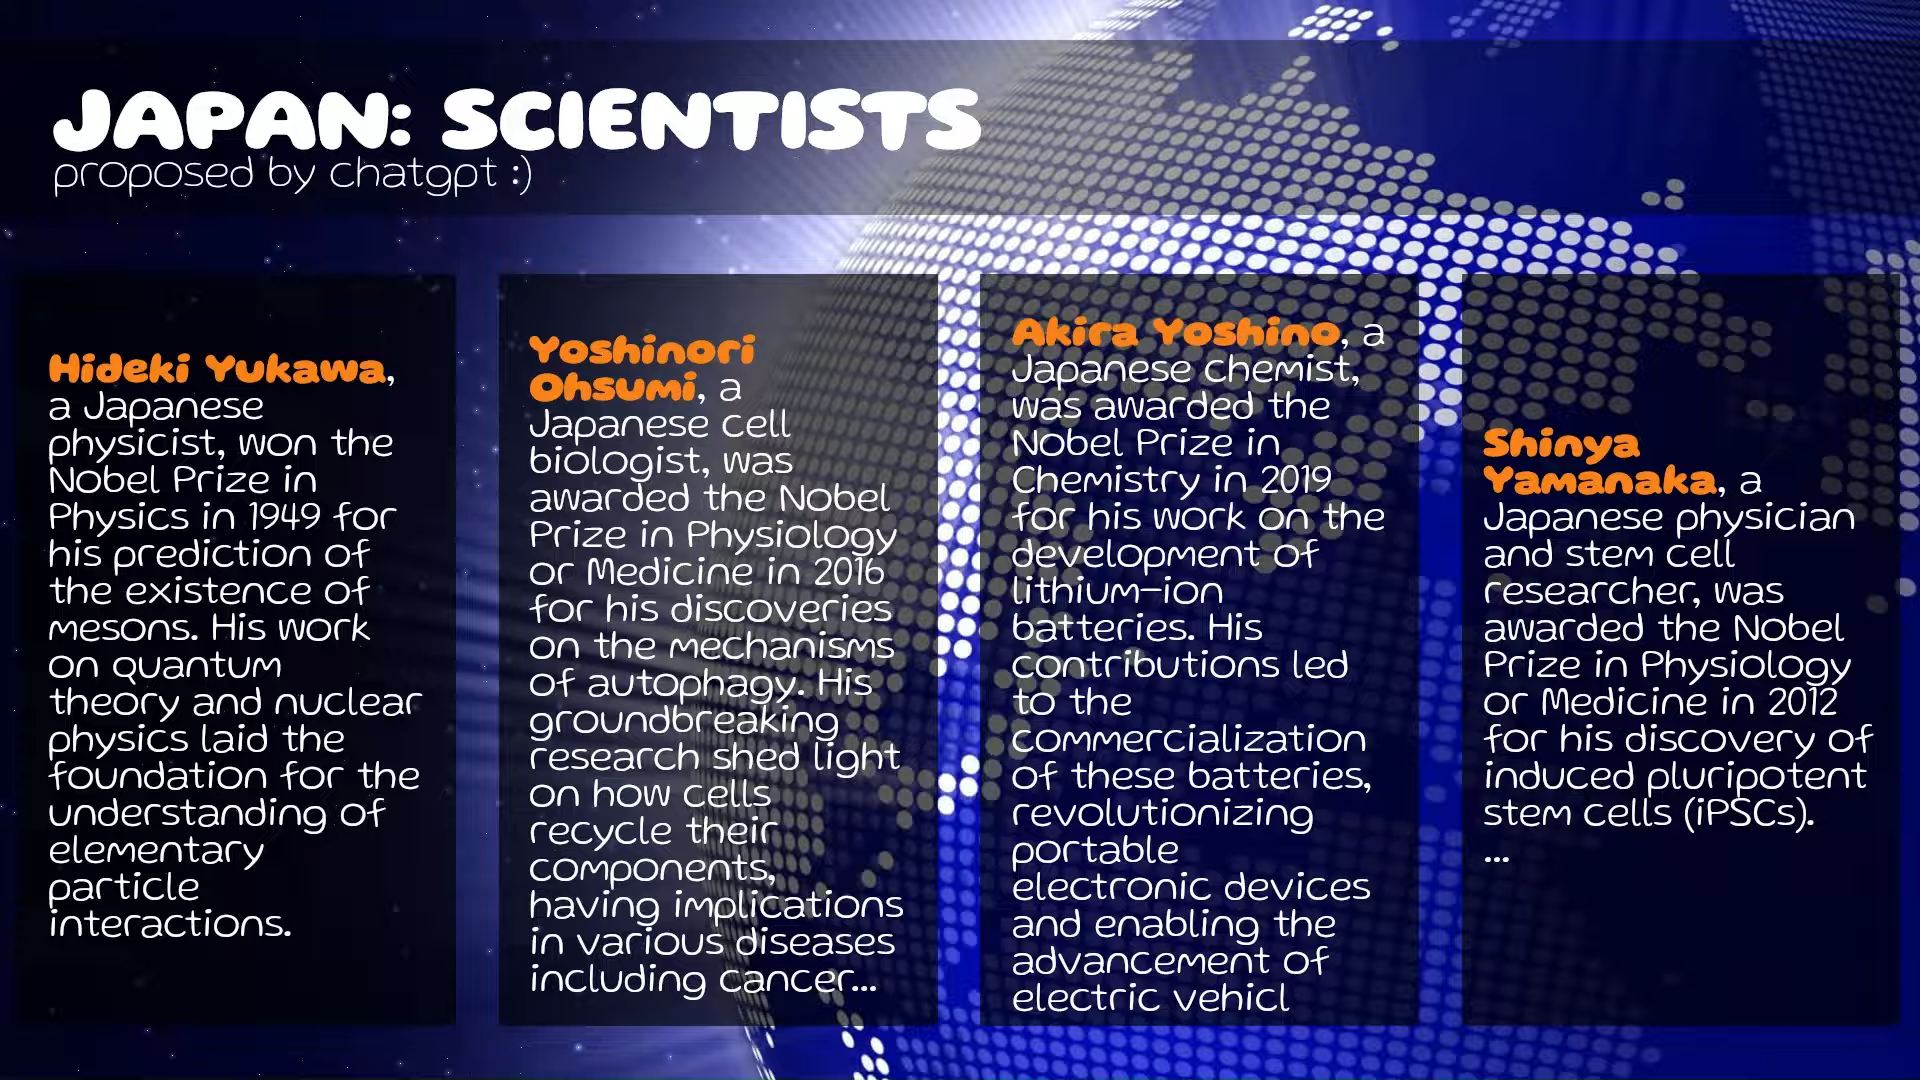 JAPAN: SCIENTISTS
proposed by chatgpt :)
Hideki Yukawa,
a Japanese
physicist, won the
Nobel Prize in
Physics in 1949 for
his prediction of
the existence of
mesons. His work
on quantum
theory and nuclear
physics laid the
foundation for the
understanding of
elementary
particle
interactions.
Yoshinori
Ohsumi, a
Japanese cell
biologist, was
awarded the Nobel
Prize in Physiology
or Medicine in 2016
for his discoveries
on the mechanisms
of autophagy. His
groundbreaking
research shed light
on how cells
recycle their
components,
having implications
in various diseases
including cancer...
Akira Yoshino, a
Japanese chemist,
was awarded the
Nobel Prize in
Chemistry in 2019
for his work on the
development of
lithium-ion
batteries. His
contributions led
to the
commercialization
of these batteries,
revolutionizing
portable
electronic devices
and enabling the
advancement of
electric vehicl
Shinya
Yamanaka, a
Japanese physician
and stem cell
researcher, was
awarded the Nobel
Prize in Physiology
or Medicine in 2012
for his discovery of
induced pluripotent
stem cells (iPSCs).
...